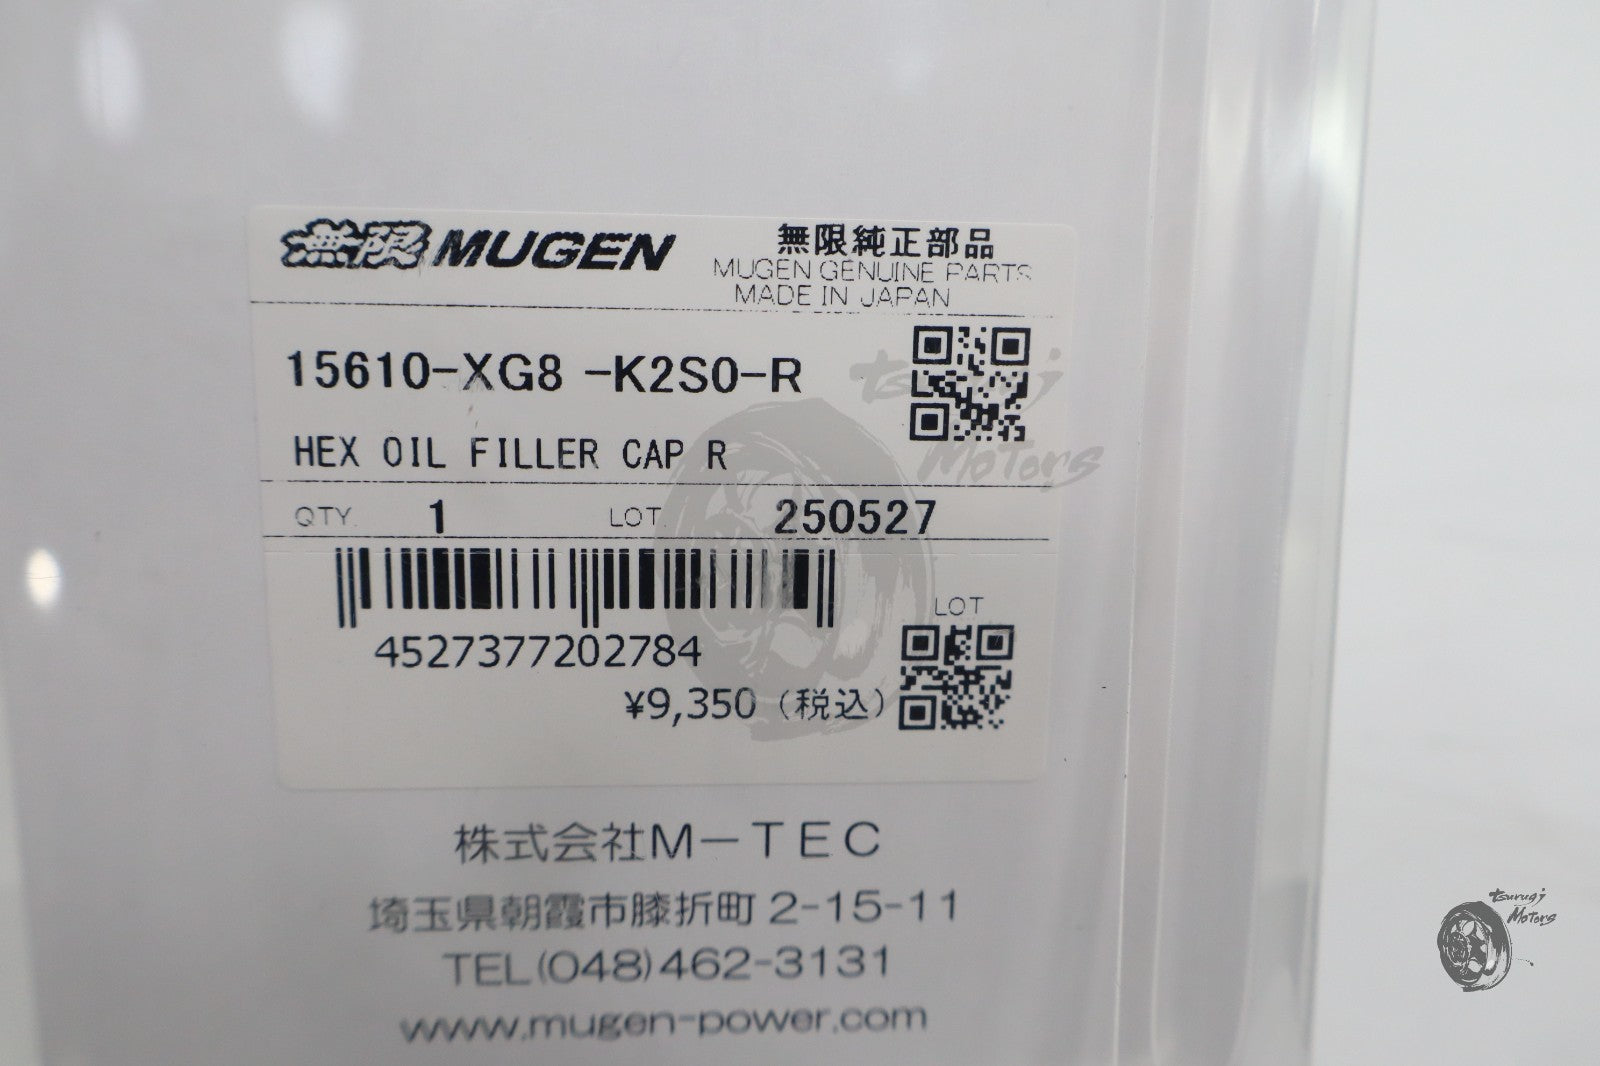 無限 MUGEN
無限純正部品
MUGEN GENUINE PARTS
MADE IN JAPAN
15610-XG8 -K2S0-R
HEX OIL FILLER CAP R
QTY. 1 LOT. 250527
4527377202784
LOT
¥9,350 (税込)
tsurugi
Motors
株式会社M-TEC
埼玉県朝霞市膝折町2-15-11
TEL(048)462-3131
www.mugen-power.com
tsurugi
Motors